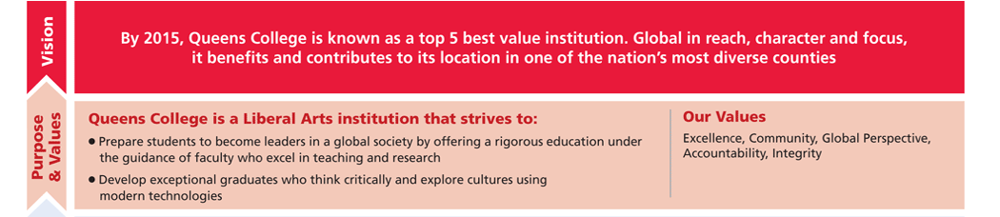 Vision
By 2015, Queens College is known as a top 5 best value institution. Global in reach, character and focus,
it benefits and contributes to its location in one of the nation's most diverse counties
Purpose
& Values
Queens College is a Liberal Arts institution that strives to:
● Prepare students to become leaders in a global society by offering a rigorous education under
the guidance of faculty who excel in teaching and research
● Develop exceptional graduates who think critically and explore cultures using
modern technologies
Our Values
Excellence, Community, Global Perspective,
Accountability, Integrity